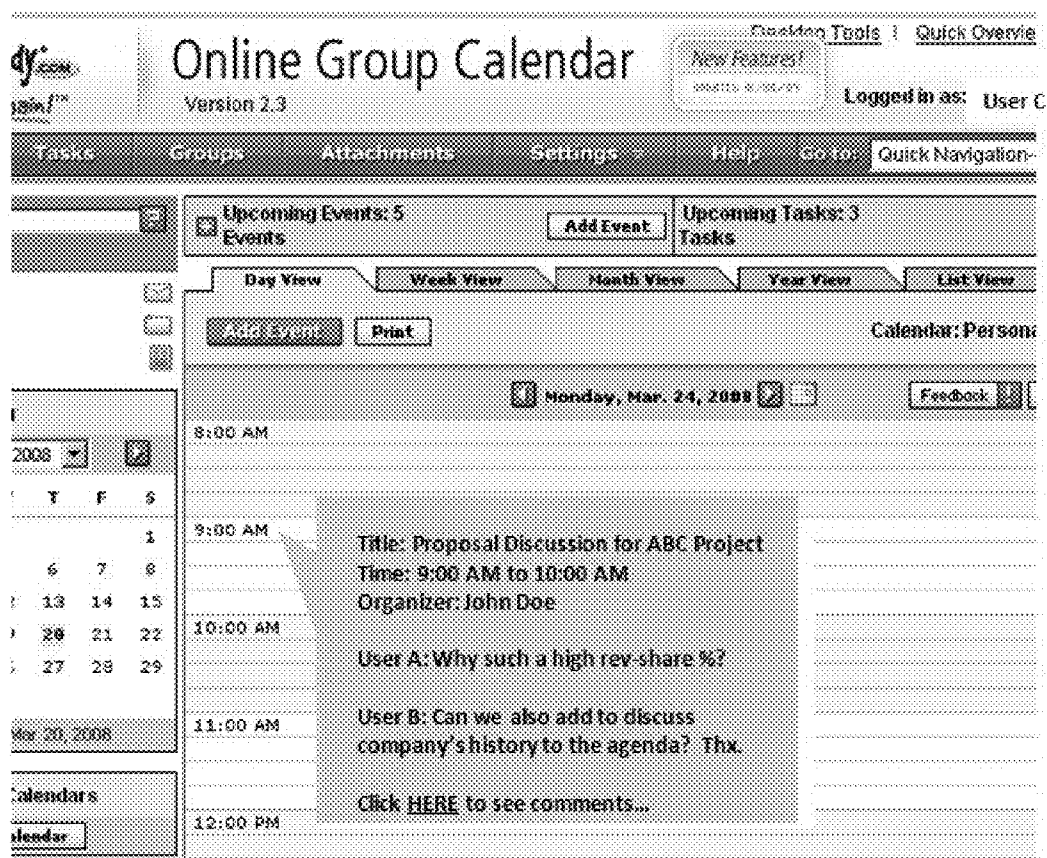 Desktop Tools | Quick Overvie
dy.com
Online Group Calendar
New Features!
Version 2.3
Logged in as: User C
Tasks Groups Attachments Settings Help Go to: Quick Navigation-
Upcoming Events: 5
Events
Add Event
Upcoming Tasks: 3
Tasks
Day View Week View Month View Year View List View
Add Event Print Calendar: Persona
Monday, Mar. 24, 2008 Feedback
2008
T F S
1
6 7 8
13 14 15
20 21 22
27 28 29
Mar 20, 2008
Calendars
alendar
8:00 AM
9:00 AM
10:00 AM
11:00 AM
12:00 PM
Title: Proposal Discussion for ABC Project
Time: 9:00 AM to 10:00 AM
Organizer: John Doe
User A: Why such a high rev-share %?
User B: Can we also add to discuss
company's history to the agenda? Thx.
Click HERE to see comments...